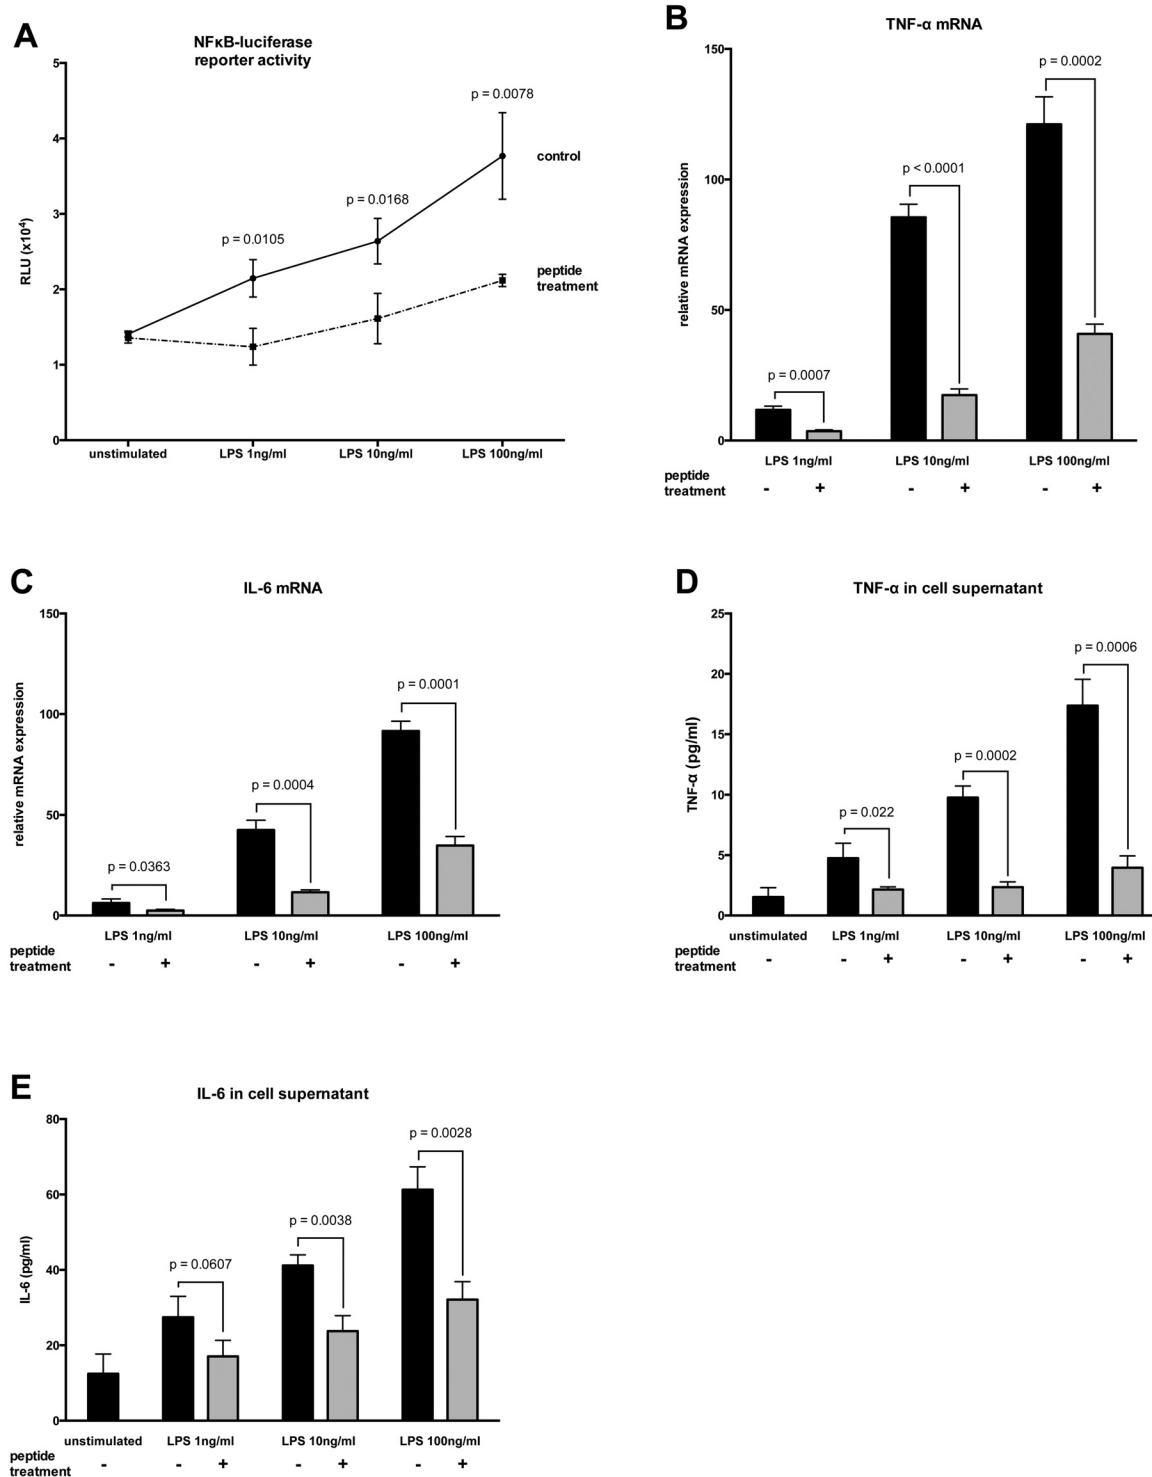 A
NFκB-luciferase
reporter activity
RLU (x10⁴)
5
4
3
2
1
0
p = 0.0105
p = 0.0168
p = 0.0078
control
peptide
treatment
unstimulated LPS 1ng/ml LPS 10ng/ml LPS 100ng/ml
B
TNF-α mRNA
relative mRNA expression
150
100
50
0
p = 0.0007
p < 0.0001
p = 0.0002
LPS 1ng/ml LPS 10ng/ml LPS 100ng/ml
peptide
treatment - + - + - +
C
IL-6 mRNA
relative mRNA expression
150
100
50
0
p = 0.0363
p = 0.0004
p = 0.0001
LPS 1ng/ml LPS 10ng/ml LPS 100ng/ml
peptide
treatment - + - + - +
D
TNF-α in cell supernatant
TNF-α (pg/ml)
25
20
15
10
5
0
p = 0.022
p = 0.0002
p = 0.0006
unstimulated LPS 1ng/ml LPS 10ng/ml LPS 100ng/ml
peptide
treatment - - + - + - +
E
IL-6 in cell supernatant
IL-6 (pg/ml)
80
60
40
20
0
p = 0.0607
p = 0.0038
p = 0.0028
unstimulated LPS 1ng/ml LPS 10ng/ml LPS 100ng/ml
peptide
treatment - - + - + - +